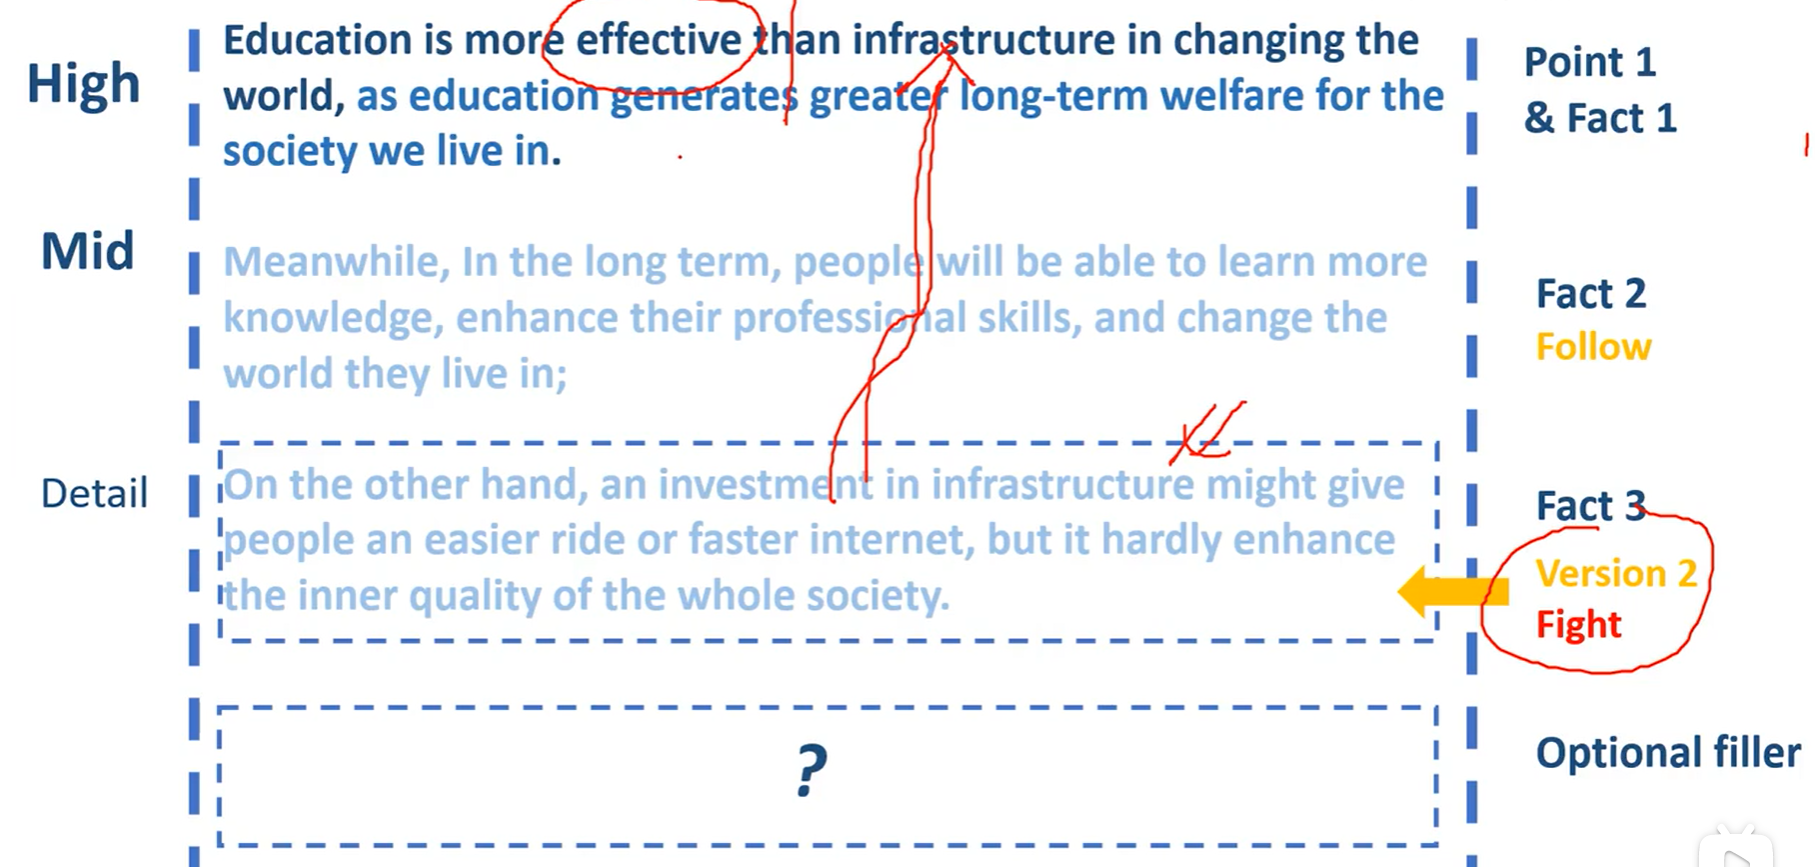 High
Education is more effective than infrastructure in changing the
world, as education generates greater long-term welfare for the
society we live in.
Point 1
& Fact 1
Mid
Meanwhile, In the long term, people will be able to learn more
knowledge, enhance their professional skills, and change the
world they live in;
Fact 2
Follow
Detail
On the other hand, an investment in infrastructure might give
people an easier ride or faster internet, but it hardly enhance
the inner quality of the whole society.
Fact 3
Version 2
Fight
?
Optional filler